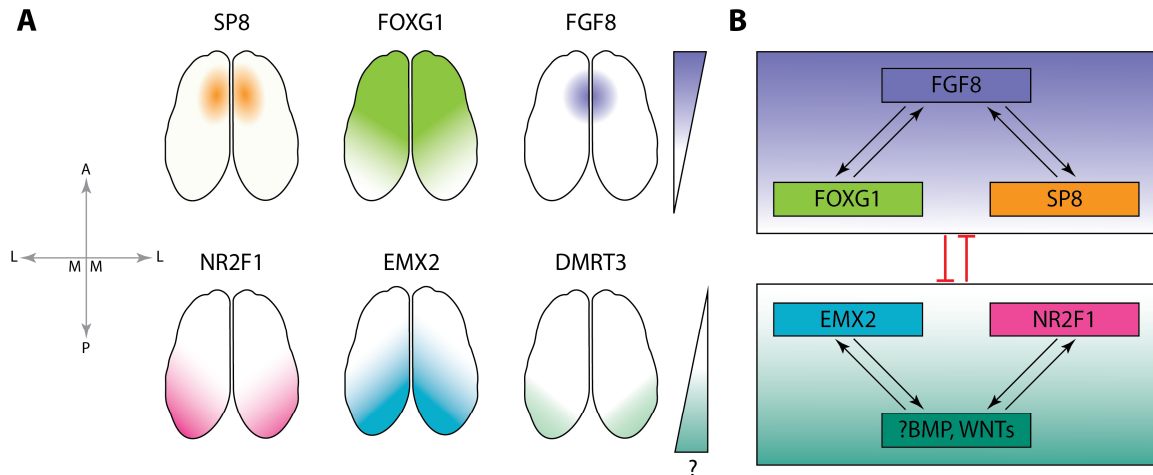 A
SP8
FOXG1
FGF8
B
FGF8
FOXG1
SP8
A
L
M
M
L
P
NR2F1
EMX2
DMRT3
EMX2
NR2F1
?BMP, WNTs
?